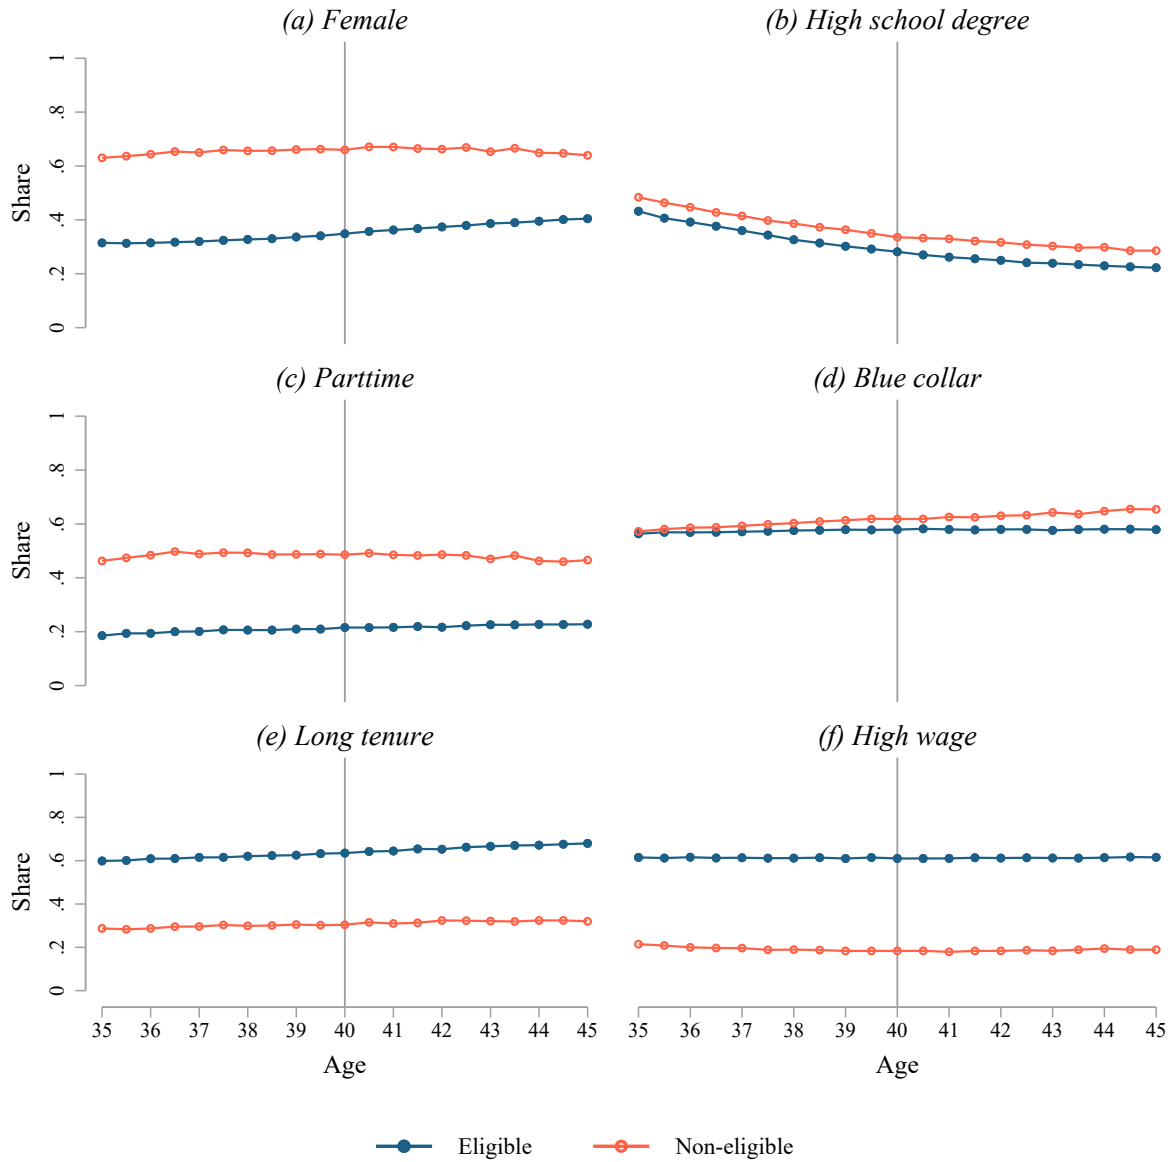 (a) Female
(b) High school degree
Share
0 .2 .4 .6 .8 1
(c) Parttime
(d) Blue collar
Share
0 .2 .4 .6 .8 1
(e) Long tenure
(f) High wage
Share
0 .2 .4 .6 .8 1
35 36 37 38 39 40 41 42 43 44 45
35 36 37 38 39 40 41 42 43 44 45
Age
Age
Eligible
Non-eligible